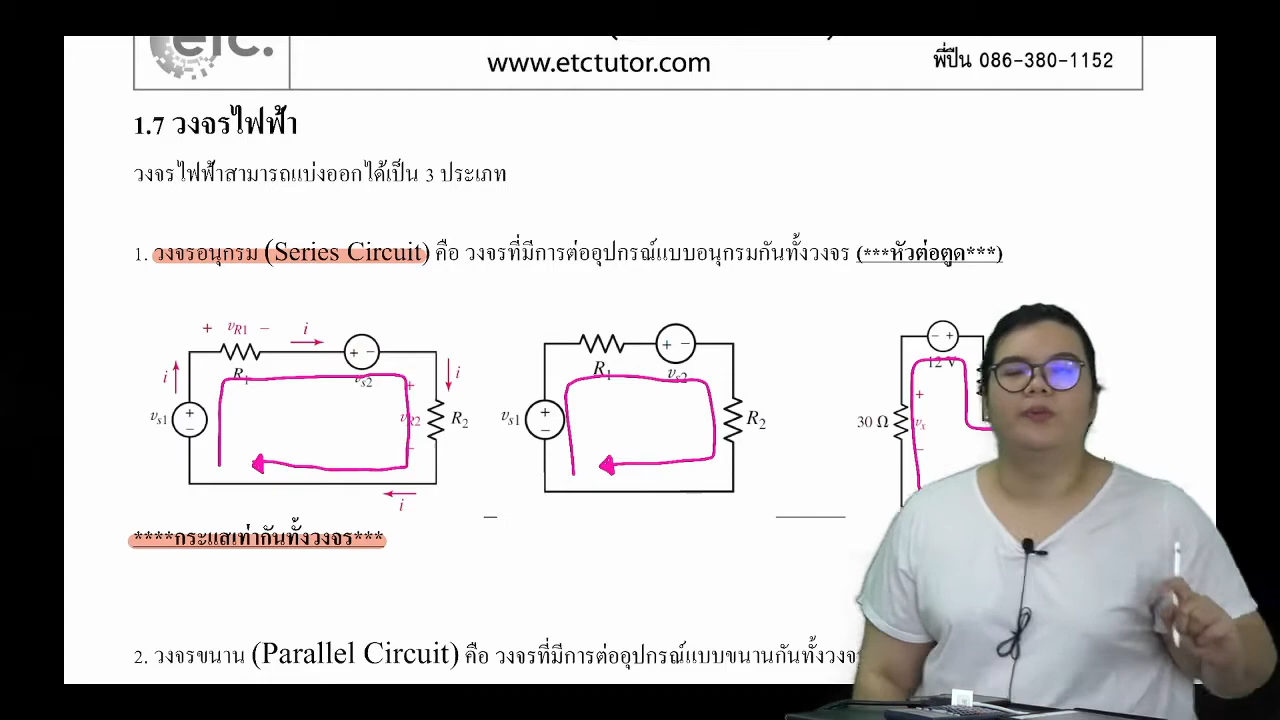 etc.
www.etctutor.com
พี่ปืน 086-380-1152
1.7 วงจรไฟฟ้า
วงจรไฟฟ้าสามารถแบ่งออกได้เป็น 3 ประเภท
1. วงจรอนุกรม (Series Circuit) คือ วงจรที่มีการต่ออุปกรณ์แบบอนุกรมกันทั้งวงจร (***หัวต่อตูด***)
+ vR1 − i
i + − i
R1 vs2 +
vs1 + − vR2 R2
−
i
+ −
R1 vs2
vs1 + − R2
− +
12 V
+
30 Ω vx
−
****กระแสเท่ากันทั้งวงจร***
2. วงจรขนาน (Parallel Circuit) คือ วงจรที่มีการต่ออุปกรณ์แบบขนานกันทั้งวงจร